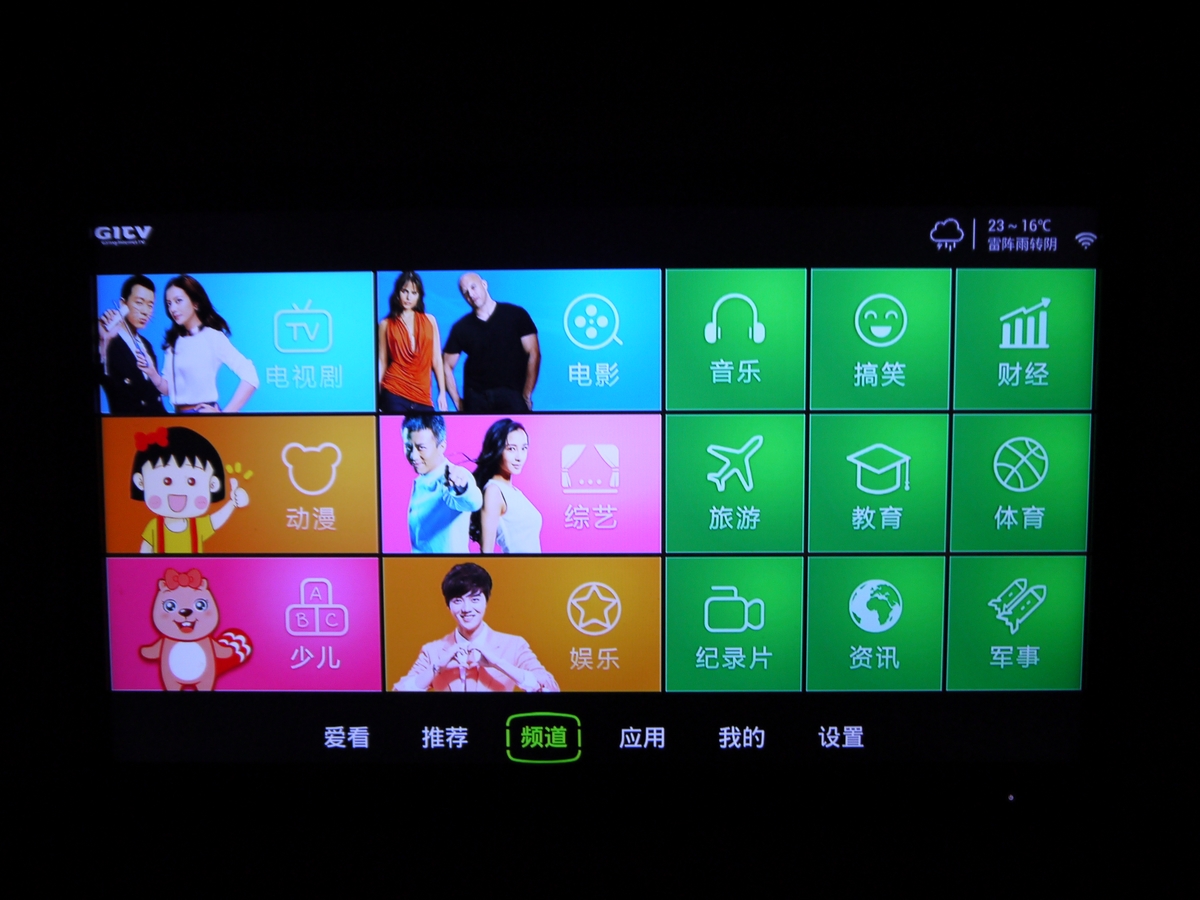 GITV
23 ~ 16℃
雷阵雨转阴
TV
电视剧
电影
音乐
搞笑
财经
动漫
综艺
旅游
教育
体育
A
B C
少儿
娱乐
纪录片
资讯
军事
爱看 推荐 频道 应用 我的 设置